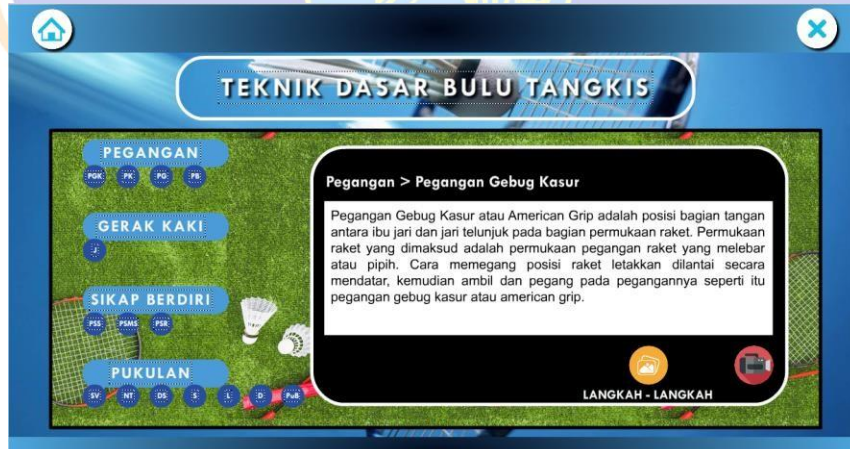 TEKNIK DASAR BULU TANGKIS
PEGANGAN
PGK PK PG PB
GERAK KAKI
J
SIKAP BERDIRI
PSS PSMS PSR
PUKULAN
SV NT DS S L D PuB
Pegangan > Pegangan Gebug Kasur
Pegangan Gebug Kasur atau American Grip adalah posisi bagian tangan
antara ibu jari dan jari telunjuk pada bagian permukaan raket. Permukaan
raket yang dimaksud adalah permukaan pegangan raket yang melebar
atau pipih. Cara memegang posisi raket letakkan dilantai secara
mendatar, kemudian ambil dan pegang pada pegangannya seperti itu
pegangan gebug kasur atau american grip.
LANGKAH - LANGKAH